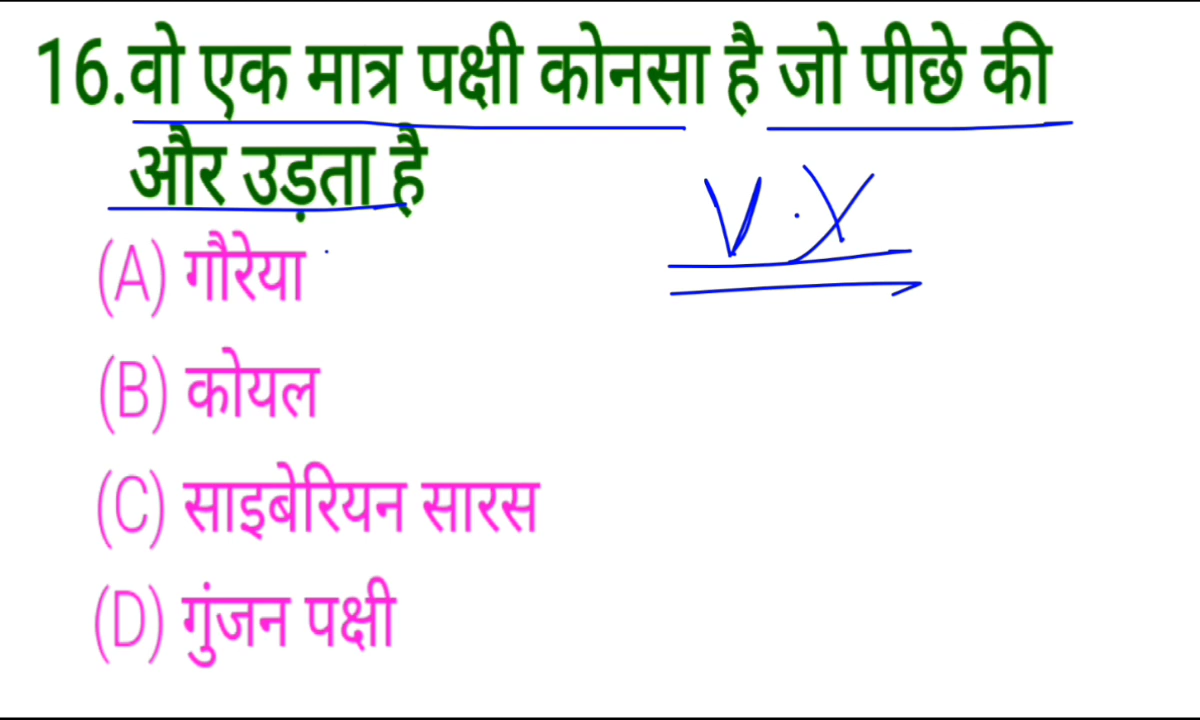 16.वो एक मात्र पक्षी कोनसा है जो पीछे की
और उड़ता है
V.X
(A) गौरेया
(B) कोयल
(C) साइबेरियन सारस
(D) गुंजन पक्षी